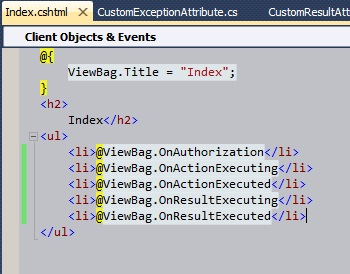 Index.cshtml × CustomExceptionAttribute.cs CustomResultAtt
Client Objects & Events
@{
ViewBag.Title = "Index";
}
<h2>
Index</h2>
<ul>
<li>@ViewBag.OnAuthorization</li>
<li>@ViewBag.OnActionExecuting</li>
<li>@ViewBag.OnActionExecuted</li>
<li>@ViewBag.OnResultExecuting</li>
<li>@ViewBag.OnResultExecuted</li>
</ul>